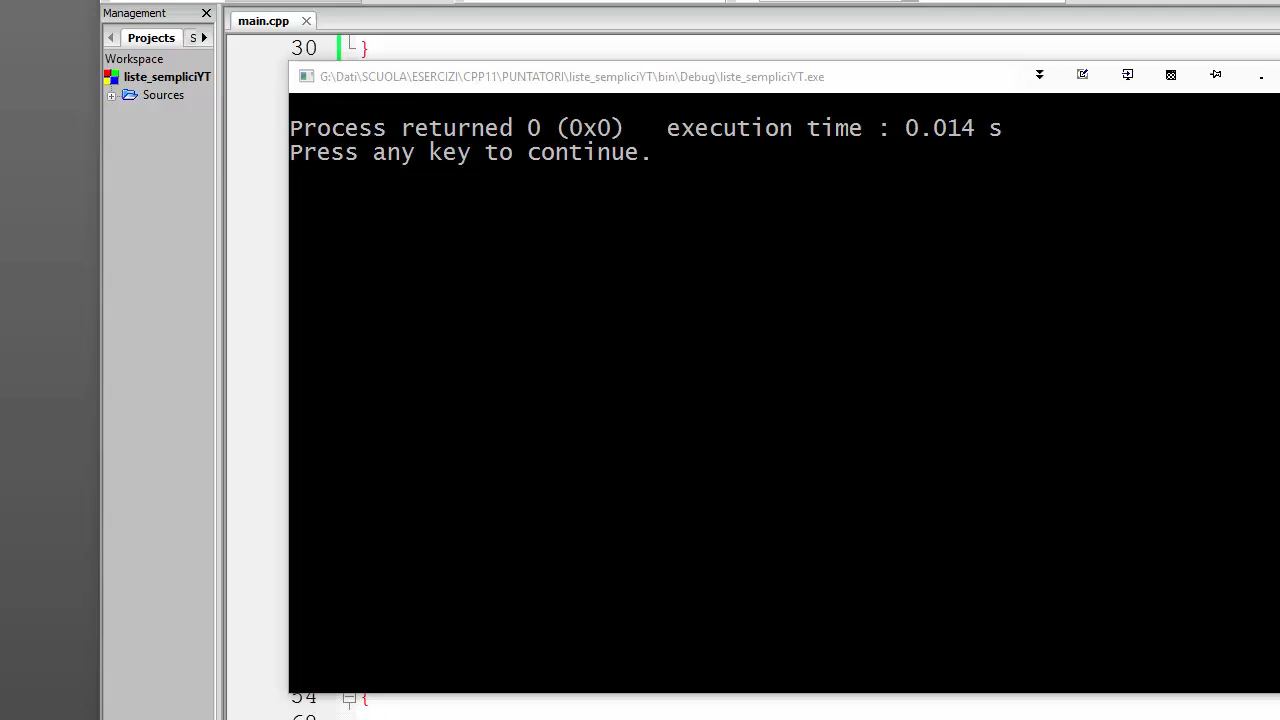 Management
main.cpp
Projects
S
Workspace
liste_sempliciYT
Sources
30
}
G:\Dati\SCUOLA\ESERCIZI\CPP11\PUNTATORI\liste_sempliciYT\bin\Debug\liste_sempliciYT.exe
Process returned 0 (0x0)   execution time : 0.014 s
Press any key to continue.
54
{